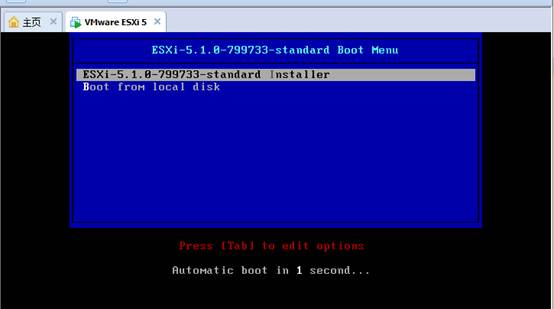 主页
VMware ESXi 5
ESXi-5.1.0-799733-standard Boot Menu
ESXi-5.1.0-799733-standard Installer
Boot from local disk
Press [Tab] to edit options
Automatic boot in 1 second...